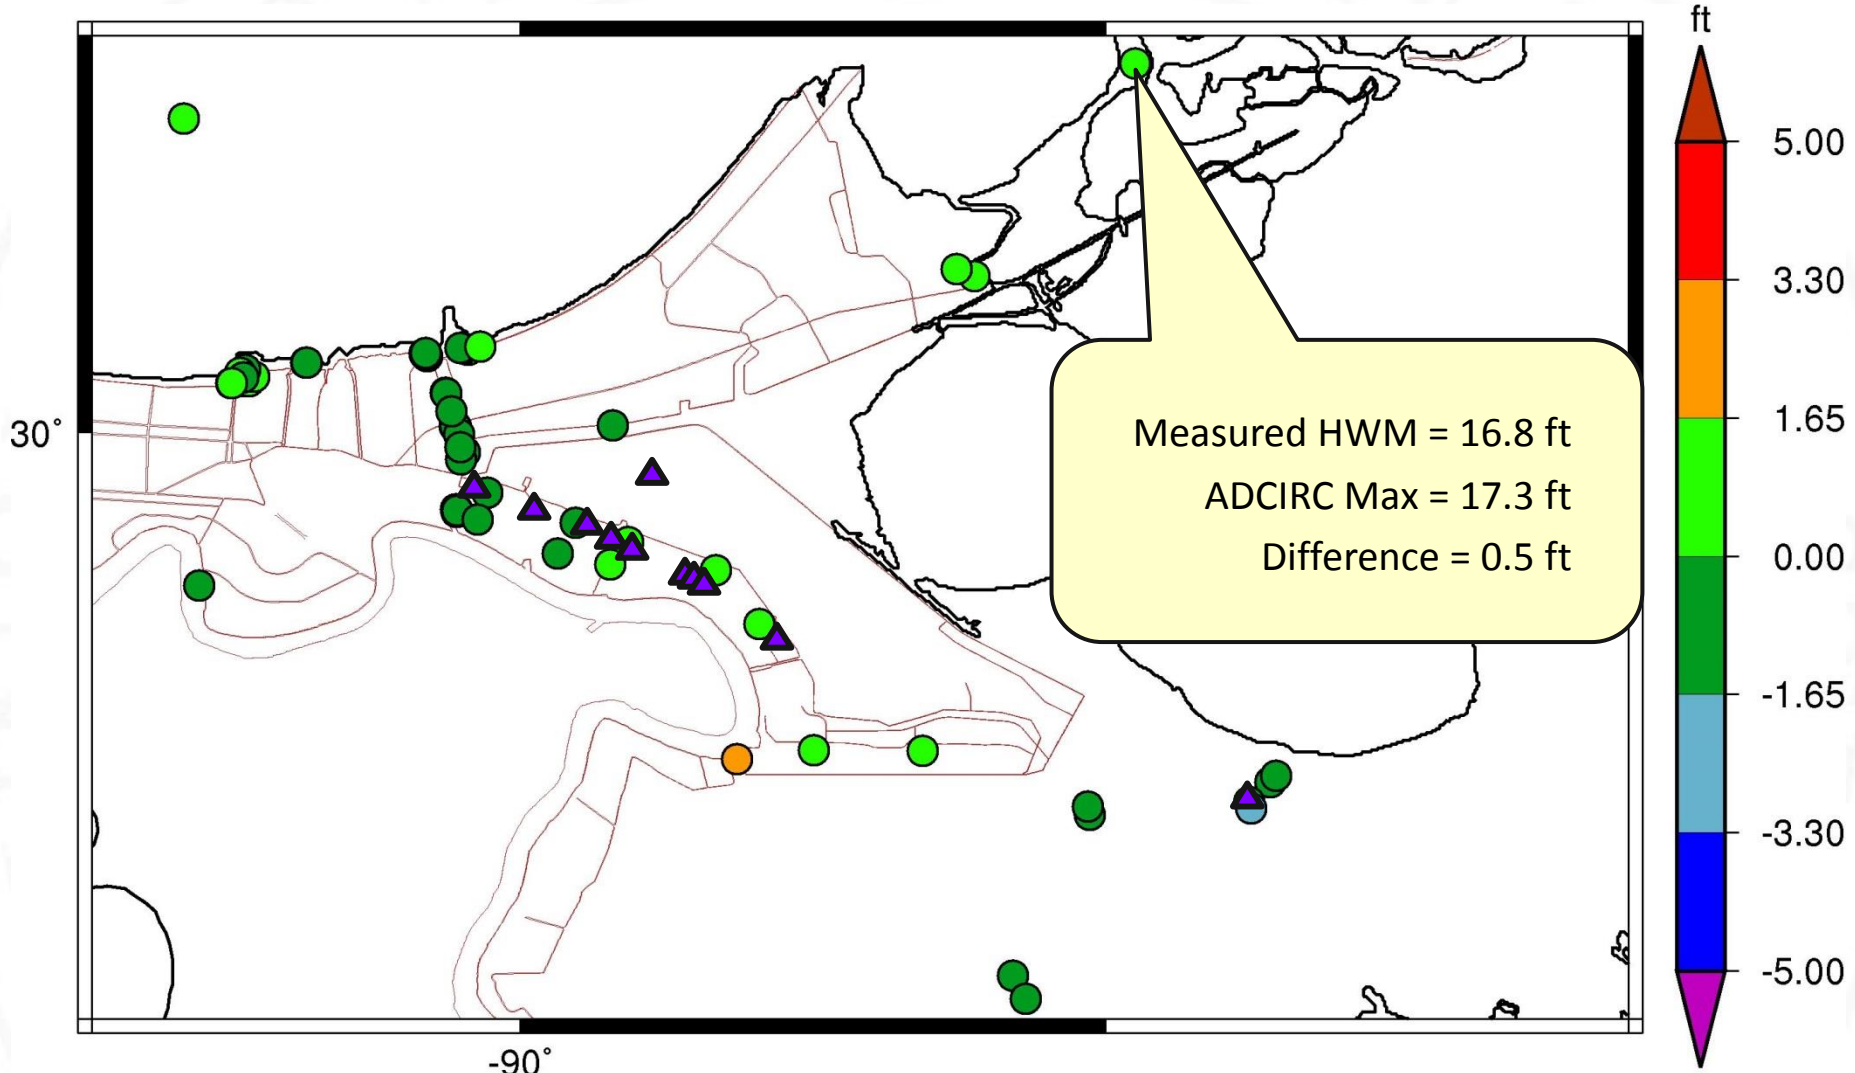 ft
5.00
3.30
1.65
0.00
-1.65
-3.30
-5.00
30°
-90°
Measured HWM = 16.8 ft
ADCIRC Max = 17.3 ft
Difference = 0.5 ft